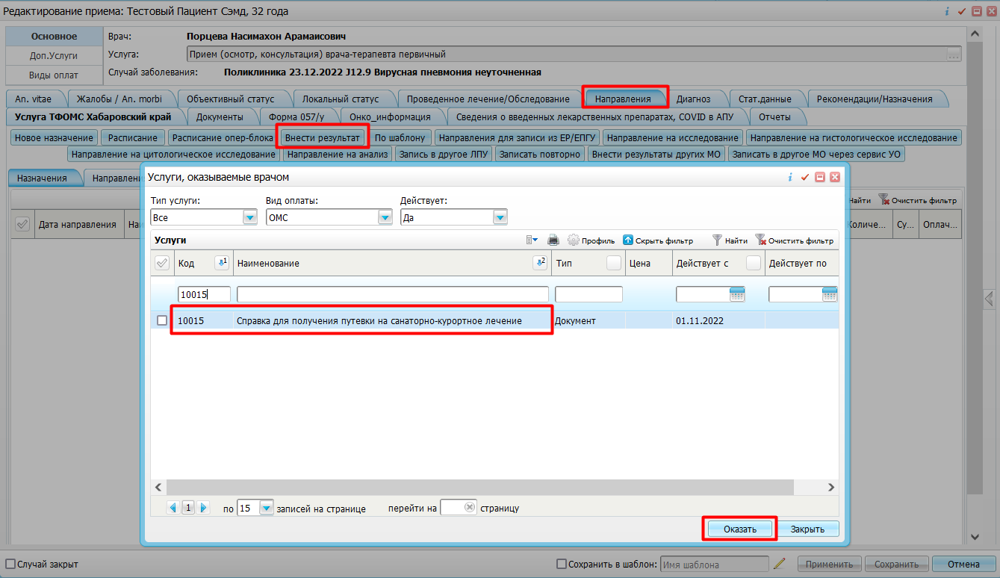 Редактирование приема: Тестовый Пациент Сэмд, 32 года
Основное
Доп.Услуги
Виды оплат
Врач: Порцева Насимахон Арамаисович
Услуга: Прием (осмотр, консультация) врача-терапевта первичный ...
Случай заболевания: Поликлиника 23.12.2022 J12.9 Вирусная пневмония неуточненная
An. vitae Жалобы / An. morbi Объективный статус Локальный статус Проведенное лечение/Обследование Направления Диагноз Стат.данные Рекомендации/Назначения
Услуга ТФОМС Хабаровский край Документы Форма 057/у Онко_информация Сведения о введенных лекарственных препаратах, COVID в АПУ Отчеты
Новое назначение Расписание Расписание опер-блока Внести результат По шаблону Направления для записи из ЕР/ЕПГУ Направление на исследование Направление на гистологическое исследование
Направление на цитологическое исследование Направление на анализ Запись в другое ЛПУ Записать повторно Внести результаты других МО Записать в другое МО через сервис УО
Назначения
Найти Очистить фильтр
Дата направления Количе... Су... Оплач...
Услуги, оказываемые врачом
Тип услуги: Вид оплаты: Действует:
Все ОМС Да
Услуги Профиль Скрыть фильтр Найти Очистить фильтр
Код 1 Наименование 2 Тип Цена Действует с Действует по
10015
10015 Справка для получения путевки на санаторно-курортное лечение Документ 01.11.2022
1 по 15 записей на странице перейти на страницу
Оказать Закрыть
Случай закрыт Сохранить в шаблон: Имя шаблона Применить Сохранить Отмена